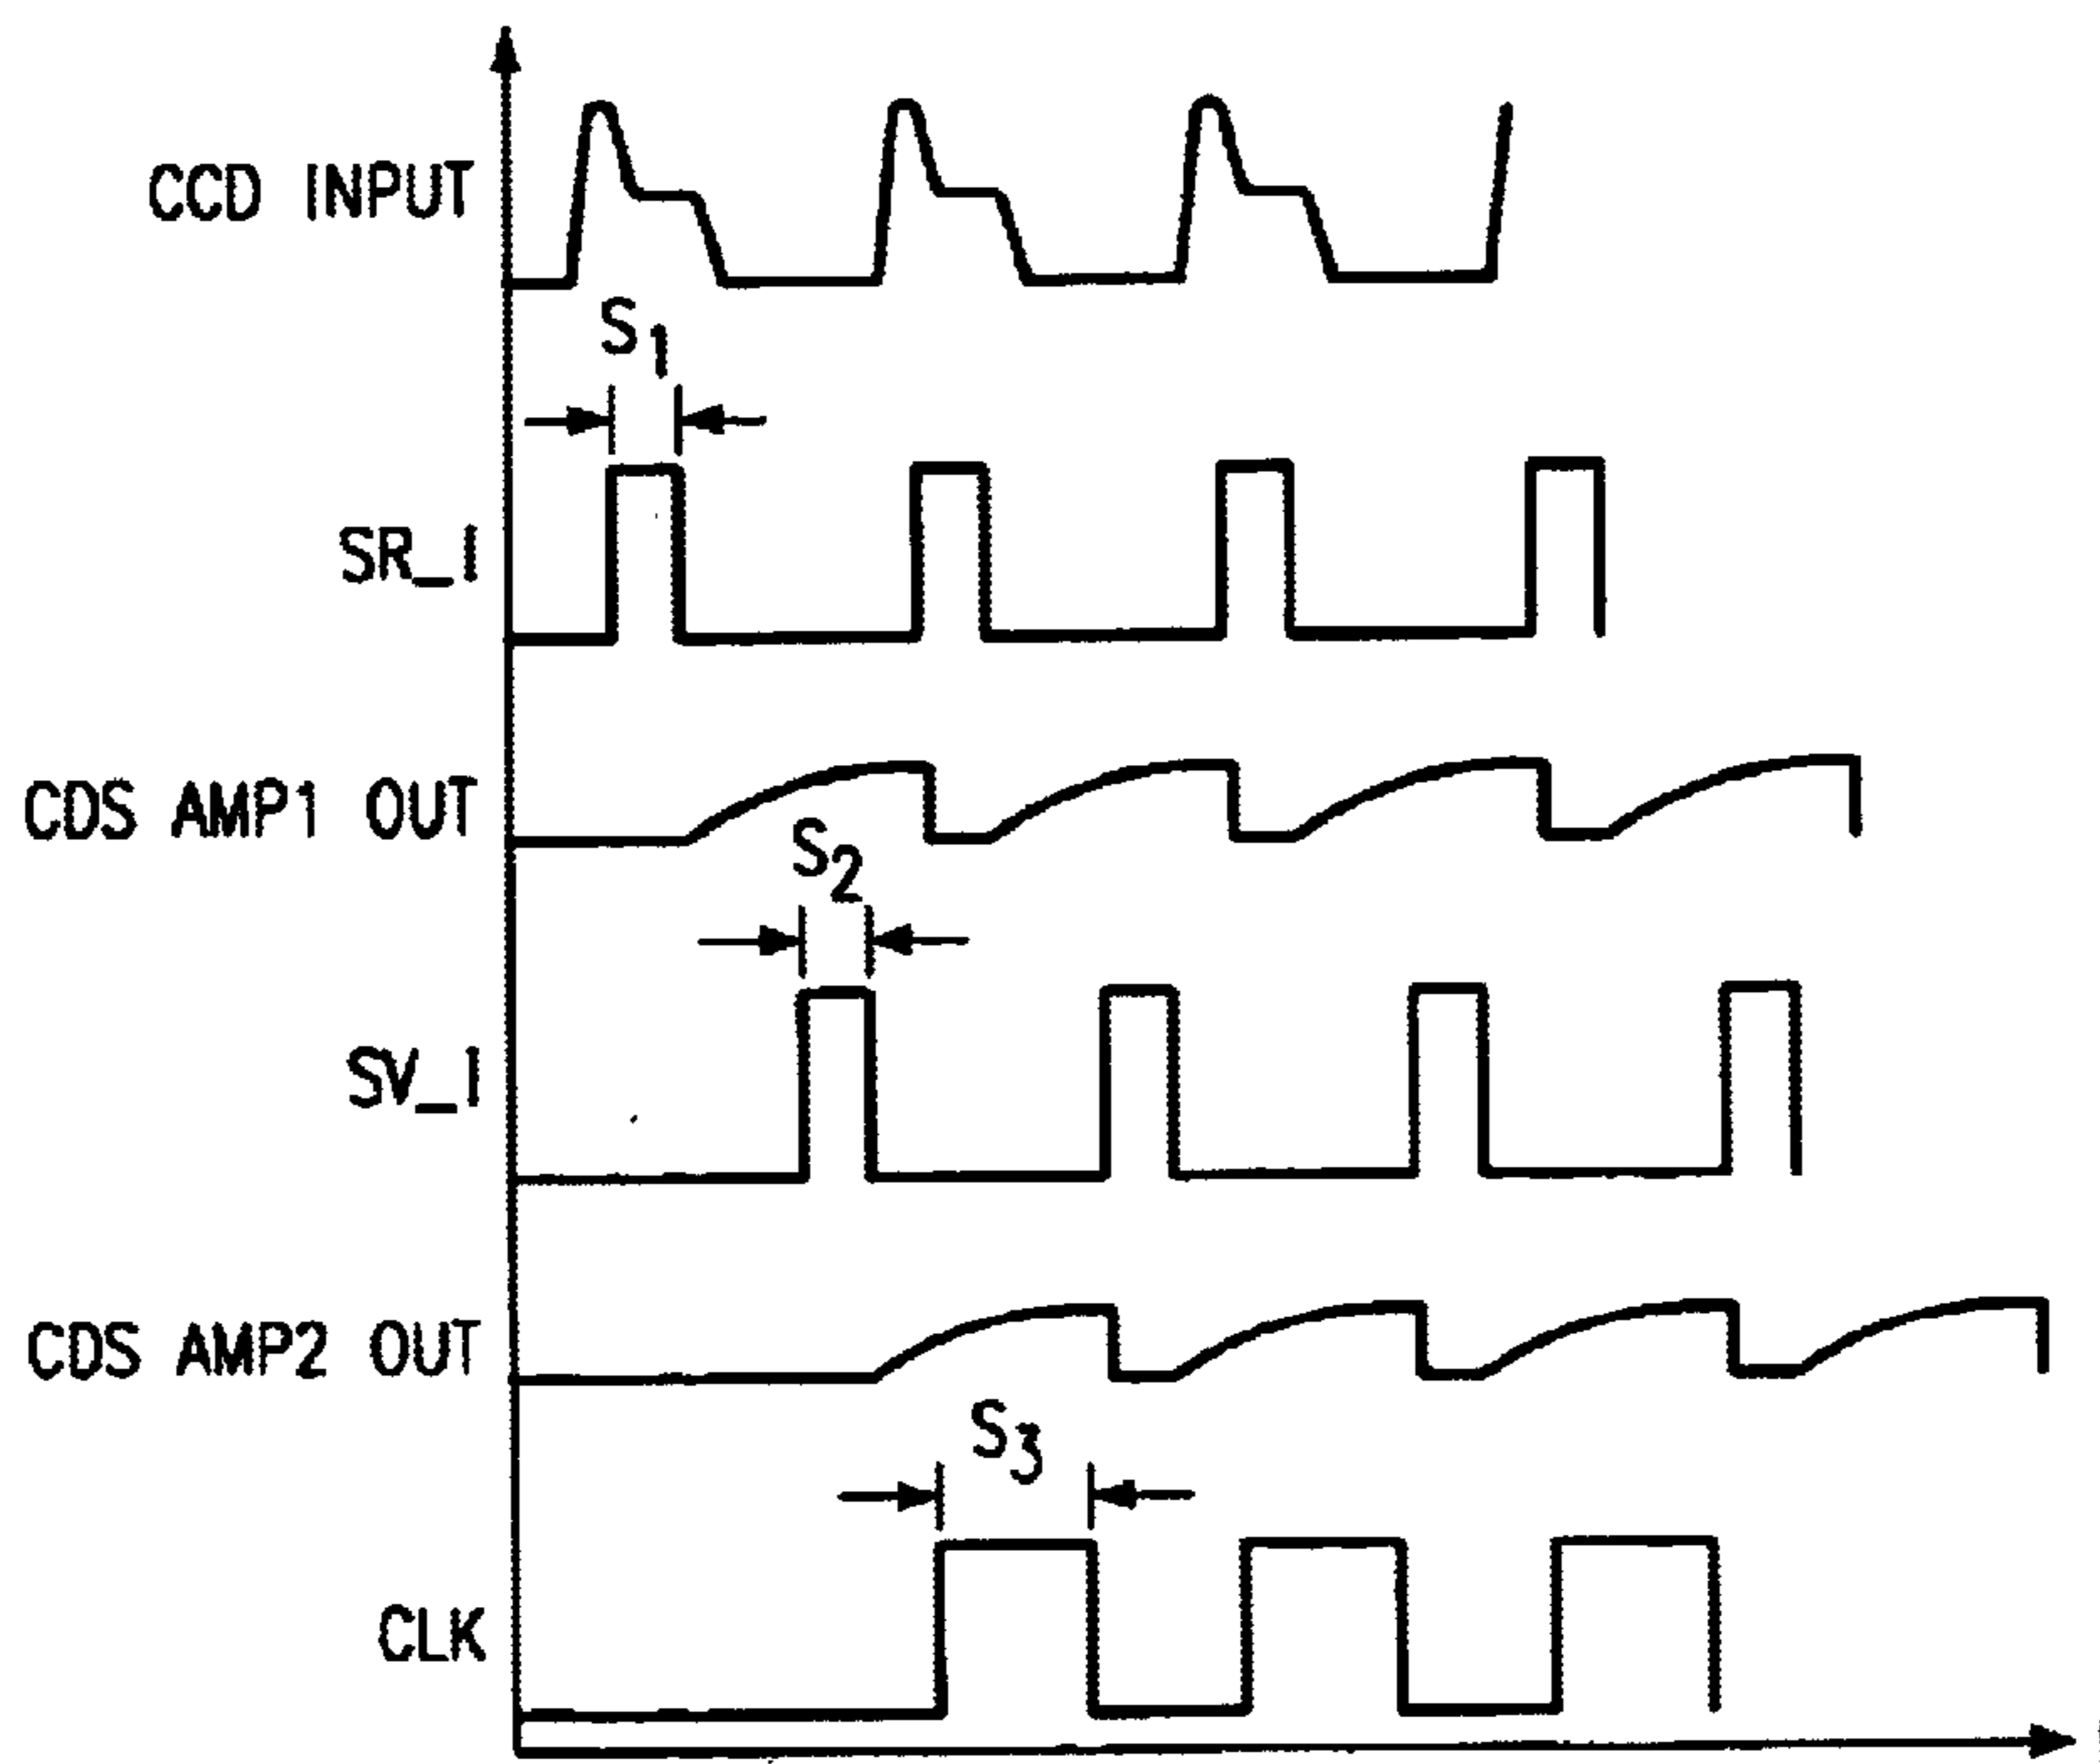 CCD INPUT
S1
SR_I
CDS AMP1 OUT
S2
SV_I
CDS AMP2 OUT
S3
CLK